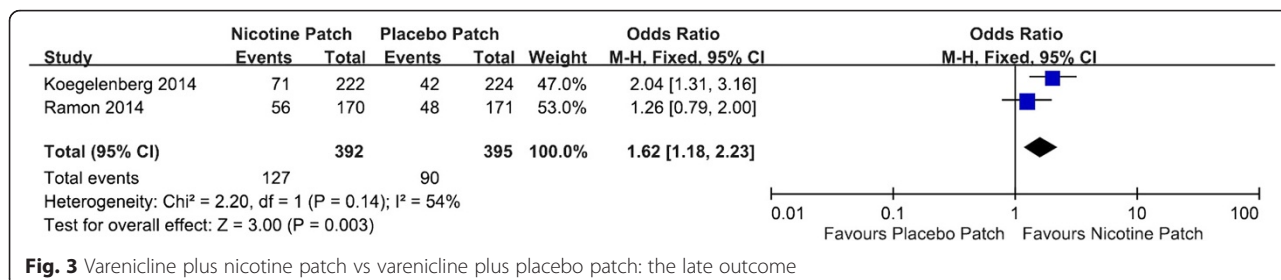 Nicotine Patch Placebo Patch Odds Ratio Odds Ratio
Study Events Total Events Total Weight M-H, Fixed, 95% CI M-H, Fixed, 95% CI
Koegelenberg 2014 71 222 42 224 47.0% 2.04 [1.31, 3.16]
Ramon 2014 56 170 48 171 53.0% 1.26 [0.79, 2.00]
Total (95% CI) 392 395 100.0% 1.62 [1.18, 2.23]
Total events 127 90
Heterogeneity: Chi² = 2.20, df = 1 (P = 0.14); I² = 54%
Test for overall effect: Z = 3.00 (P = 0.003)
0.01 0.1 1 10 100
Favours Placebo Patch Favours Nicotine Patch
Fig. 3 Varenicline plus nicotine patch vs varenicline plus placebo patch: the late outcome